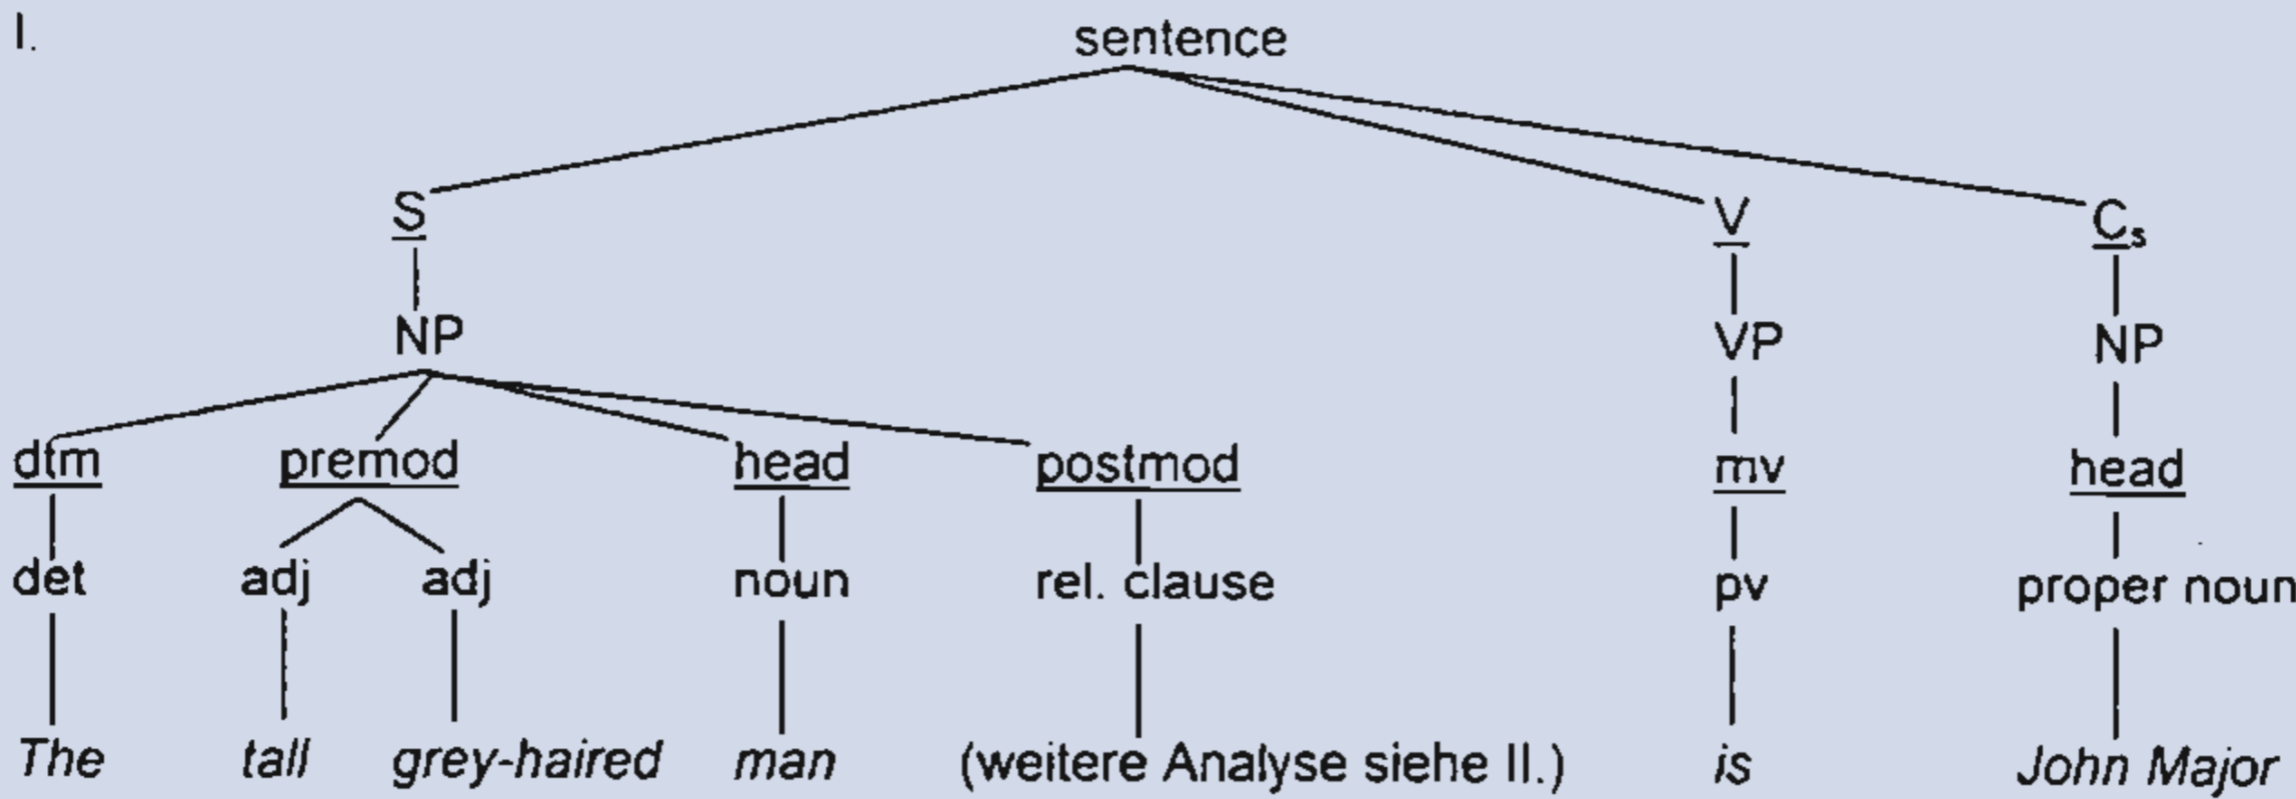 I.
sentence
S V Cs
NP VP NP
dtm premod head postmod mv head
det adj adj noun rel. clause pv proper noun
The tall grey-haired man (weitere Analyse siehe II.) is John Major